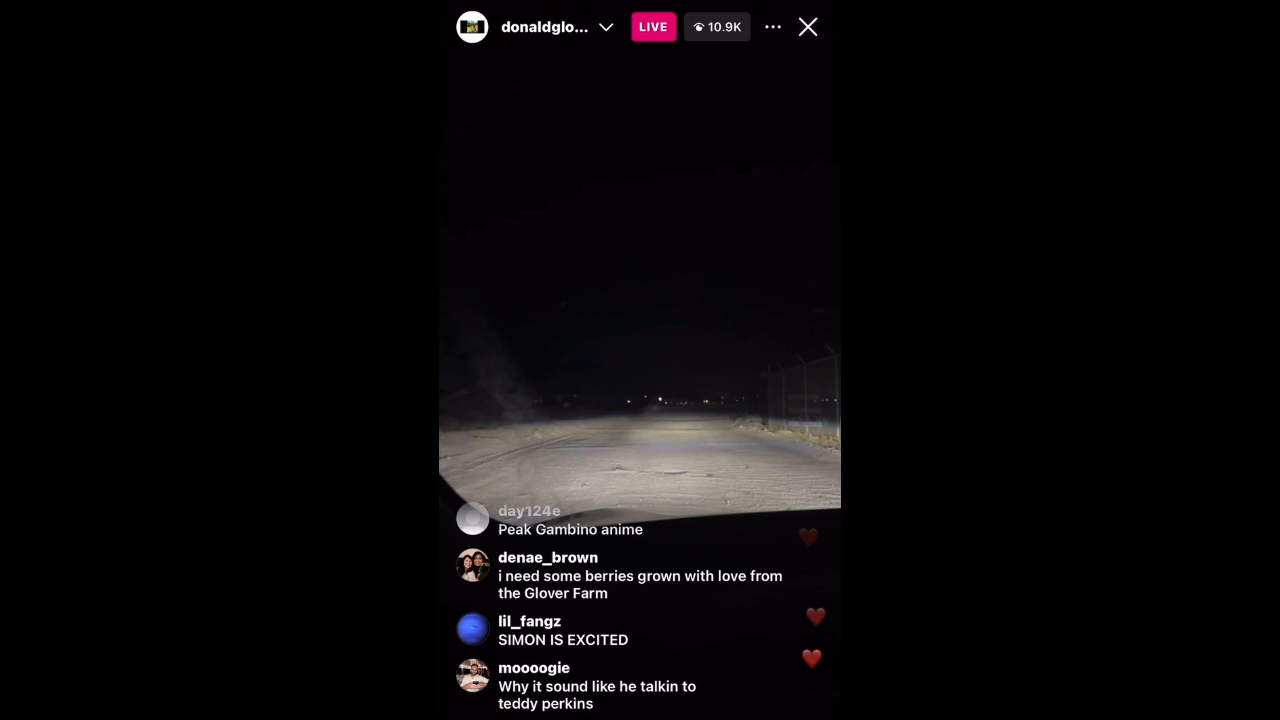 donaldglo...
LIVE
10.9K
day124e
Peak Gambino anime
denae_brown
i need some berries grown with love from
the Glover Farm
lil_fangz
SIMON IS EXCITED
moooogie
Why it sound like he talkin to
teddy perkins